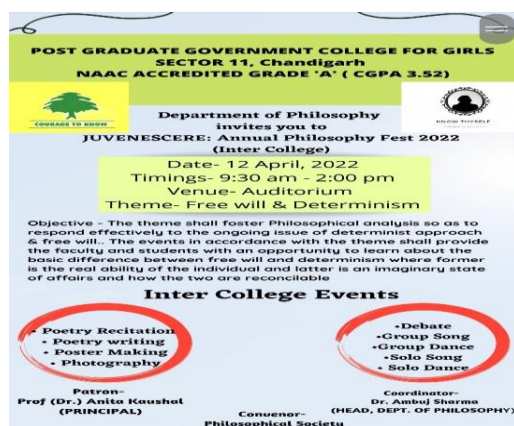 POST GRADUATE GOVERNMENT COLLEGE FOR GIRLS
SECTOR 11, Chandigarh
NAAC ACCREDITED GRADE 'A' ( CGPA 3.52)
COURAGE TO KNOW
KNOW THYSELF
Department of Philosophy
invites you to
JUVENESCERE: Annual Philosophy Fest 2022
(Inter College)
Date- 12 April, 2022
Timings- 9:30 am - 2:00 pm
Venue- Auditorium
Theme- Free will & Determinism
Objective - The theme shall foster Philosophical analysis so as to
respond effectively to the ongoing issue of determinist approach
& free will.. The events in accordance with the theme shall provide
the faculty and students with an opportunity to learn about the
basic difference between free will and determinism where former
is the real ability of the individual and latter is an imaginary state
of affairs and how the two are reconcilable
Inter College Events
• Poetry Recitation
• Poetry writing
• Poster Making
• Photography
•Debate
•Group Song
•Group Dance
•Solo Song
• Solo Dance
Patron-
Prof (Dr.) Anita Kaushal
(PRINCIPAL)
Coordinator-
Dr. Ambuj Sharma
(HEAD, DEPT. OF PHILOSOPHY)
Convenor-
Philosophical Society